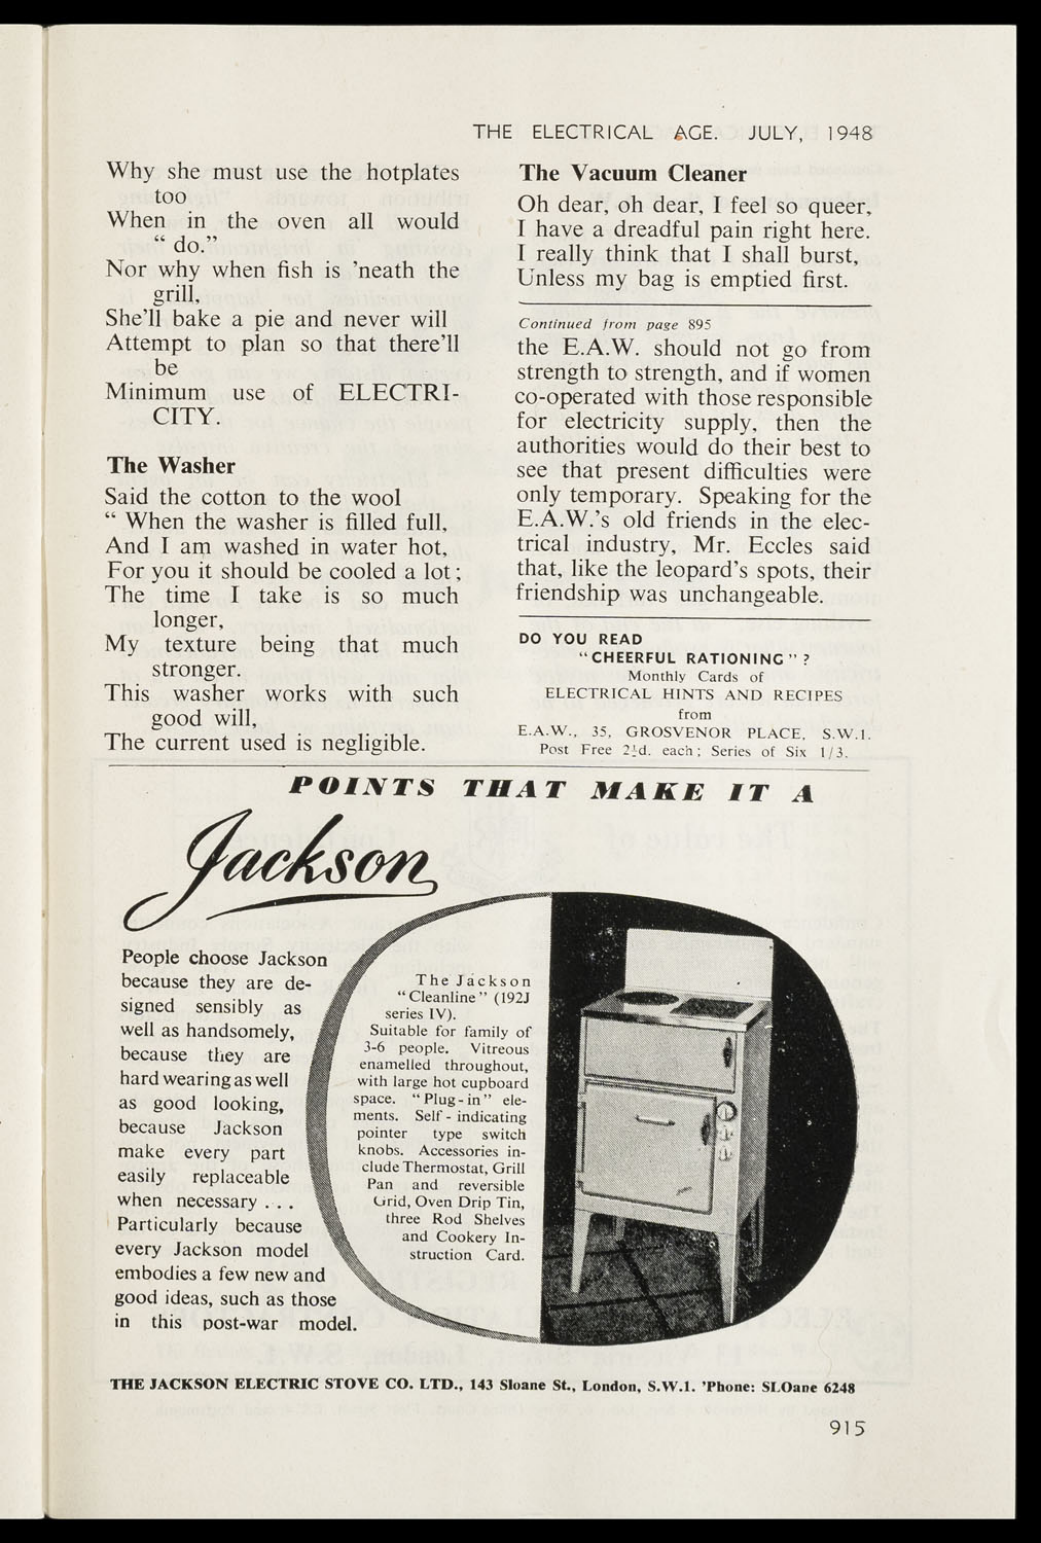 THE ELECTRICAL AGE. JULY, 1948
Why she must use the hotplates
too
When in the oven all would
“ do.”
Nor why when fish is ’neath the
grill,
She’ll bake a pie and never will
Attempt to plan so that there’ll
be
Minimum use of ELECTRI-
CITY.
The Washer
Said the cotton to the wool
“ When the washer is filled full,
And I am washed in water hot,
For you it should be cooled a lot ;
The time I take is so much
longer,
My texture being that much
stronger.
This washer works with such
good will,
The current used is negligible.
The Vacuum Cleaner
Oh dear, oh dear, I feel so queer,
I have a dreadful pain right here.
I really think that I shall burst,
Unless my bag is emptied first.
Continued from page 895
the E.A.W. should not go from
strength to strength, and if women
co-operated with those responsible
for electricity supply, then the
authorities would do their best to
see that present difficulties were
only temporary. Speaking for the
E.A.W.’s old friends in the elec-
trical industry, Mr. Eccles said
that, like the leopard’s spots, their
friendship was unchangeable.
DO YOU READ
“ CHEERFUL RATIONING ” ?
Monthly Cards of
ELECTRICAL HINTS AND RECIPES
from
E.A.W., 35, GROSVENOR PLACE, S.W.1.
Post Free 2½d. each ; Series of Six 1/3.
POINTS THAT MAKE IT A
Jackson
People choose Jackson
because they are de-
signed sensibly as
well as handsomely,
because they are
hard wearing as well
as good looking,
because Jackson
make every part
easily replaceable
when necessary . . .
Particularly because
every Jackson model
embodies a few new and
good ideas, such as those
in this post-war model.
The Jackson
“ Cleanline ” (192J
series IV).
Suitable for family of
3-6 people. Vitreous
enamelled throughout,
with large hot cupboard
space. “ Plug-in ” ele-
ments. Self - indicating
pointer type switch
knobs. Accessories in-
clude Thermostat, Grill
Pan and reversible
Grid, Oven Drip Tin,
three Rod Shelves
and Cookery In-
struction Card.
THE JACKSON ELECTRIC STOVE CO. LTD., 143 Sloane St., London, S.W.1. ’Phone: SLOane 6248
915